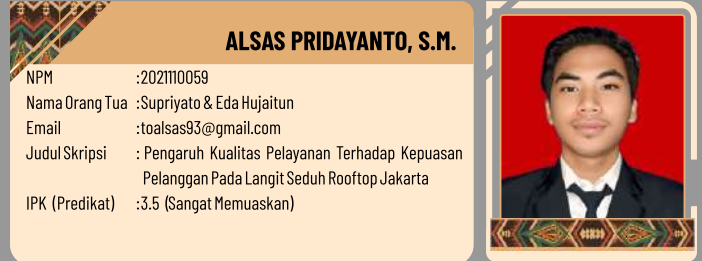 ALSAS PRIDAYANTO, S.M.
NPM :2021110059
Nama Orang Tua :Supriyato & Eda Hujaitun
Email :toalsas93@gmail.com
Judul Skripsi : Pengaruh Kualitas Pelayanan Terhadap Kepuasan
Pelanggan Pada Langit Seduh Rooftop Jakarta
IPK (Predikat) :3.5 (Sangat Memuaskan)